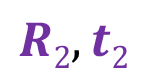 R₂, t₂